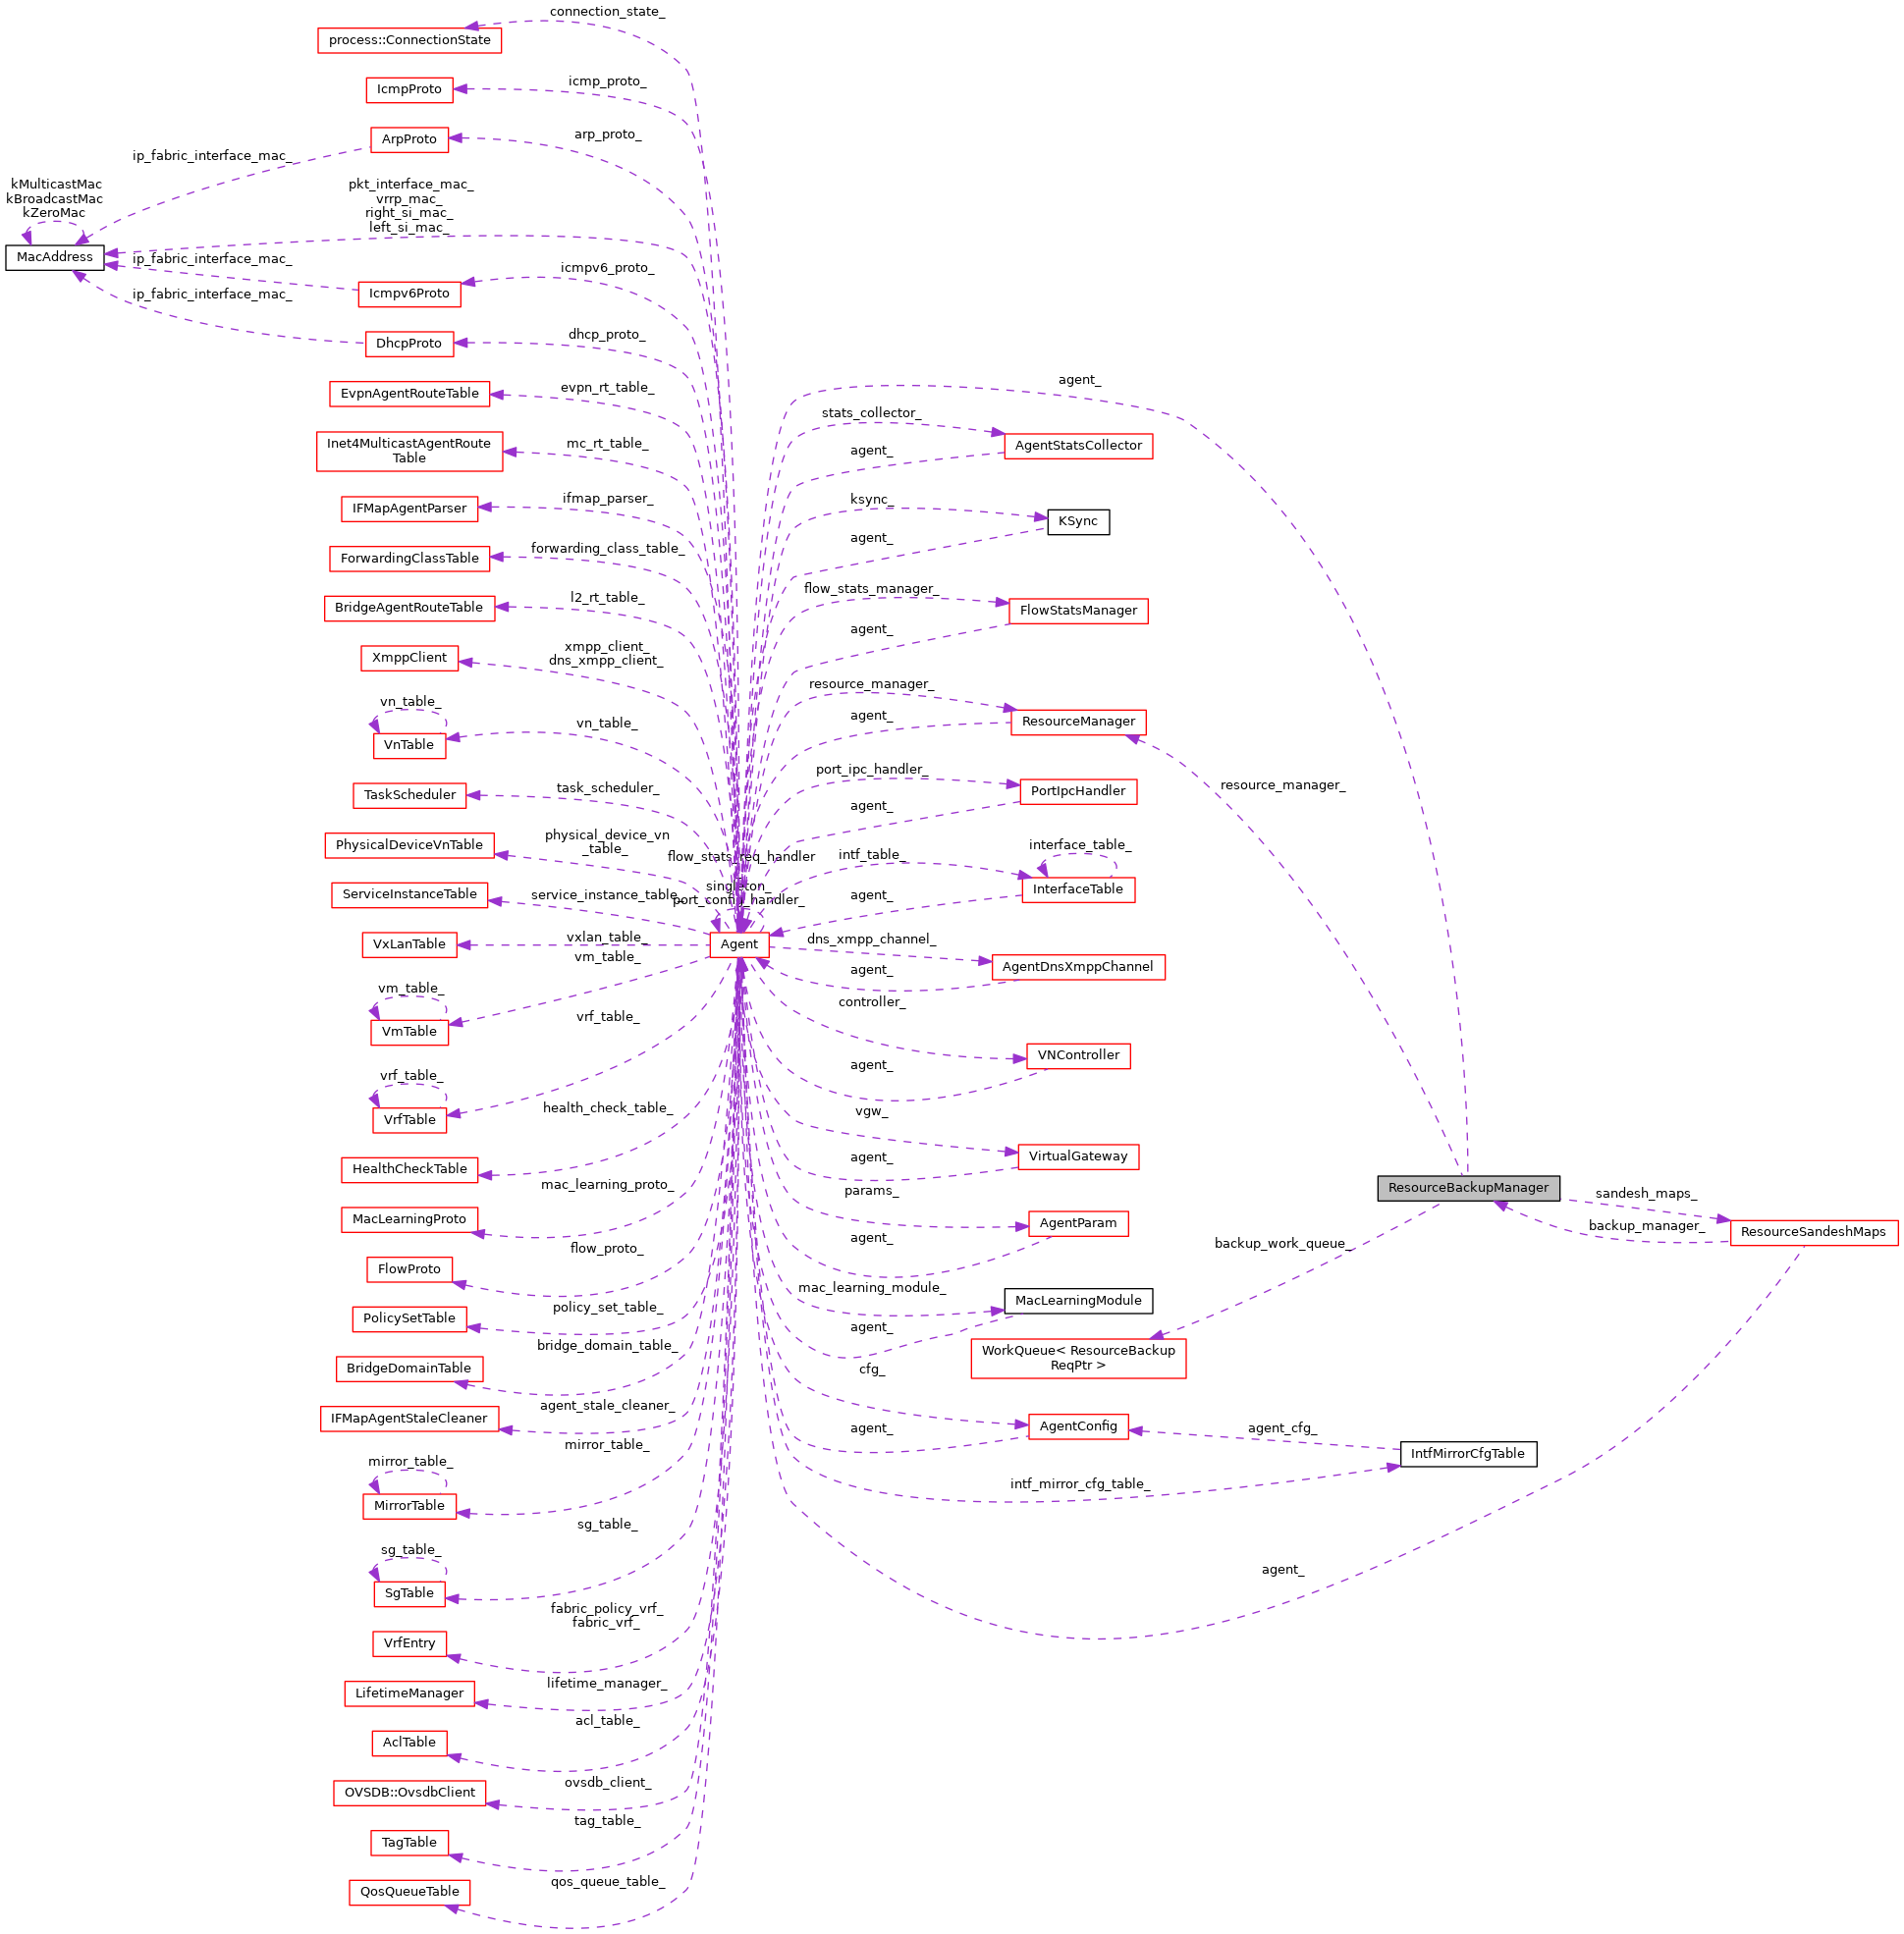 connection_state_
process::ConnectionState
icmp_proto_
IcmpProto
arp_proto_
ArpProto
ip_fabric_interface_mac_
kMulticastMac
kBroadcastMac
kZeroMac
pkt_interface_mac_
vrrp_mac_
right_si_mac_
left_si_mac_
MacAddress
ip_fabric_interface_mac_
icmpv6_proto_
Icmpv6Proto
ip_fabric_interface_mac_
dhcp_proto_
DhcpProto
evpn_rt_table_
EvpnAgentRouteTable
mc_rt_table_
Inet4MulticastAgentRoute
Table
ifmap_parser_
IFMapAgentParser
forwarding_class_table_
ForwardingClassTable
l2_rt_table_
BridgeAgentRouteTable
xmpp_client_
dns_xmpp_client_
XmppClient
vn_table_
vn_table_
VnTable
task_scheduler_
TaskScheduler
physical_device_vn
_table_
PhysicalDeviceVnTable
service_instance_table_
ServiceInstanceTable
vxlan_table_
VxLanTable
vm_table_
vm_table_
VmTable
vrf_table_
vrf_table_
VrfTable
health_check_table_
HealthCheckTable
mac_learning_proto_
MacLearningProto
flow_proto_
FlowProto
policy_set_table_
PolicySetTable
bridge_domain_table_
BridgeDomainTable
agent_stale_cleaner_
IFMapAgentStaleCleaner
mirror_table_
mirror_table_
MirrorTable
sg_table_
sg_table_
SgTable
fabric_policy_vrf_
fabric_vrf_
VrfEntry
lifetime_manager_
LifetimeManager
acl_table_
AclTable
ovsdb_client_
OVSDB::OvsdbClient
tag_table_
TagTable
qos_queue_table_
QosQueueTable
flow_stats_req_handler
_
singleton_
port_config_handler_
Agent
agent_
stats_collector_
AgentStatsCollector
agent_
ksync_
KSync
agent_
flow_stats_manager_
FlowStatsManager
agent_
resource_manager_
ResourceManager
agent_
port_ipc_handler_
PortIpcHandler
agent_
interface_table_
intf_table_
InterfaceTable
agent_
dns_xmpp_channel_
AgentDnsXmppChannel
agent_
controller_
VNController
agent_
vgw_
VirtualGateway
agent_
params_
AgentParam
agent_
mac_learning_module_
MacLearningModule
agent_
WorkQueue< ResourceBackup
ReqPtr >
cfg_
AgentConfig
agent_
agent_cfg_
IntfMirrorCfgTable
intf_mirror_cfg_table_
agent_
resource_manager_
ResourceBackupManager
sandesh_maps_
backup_manager_
ResourceSandeshMaps
backup_work_queue_